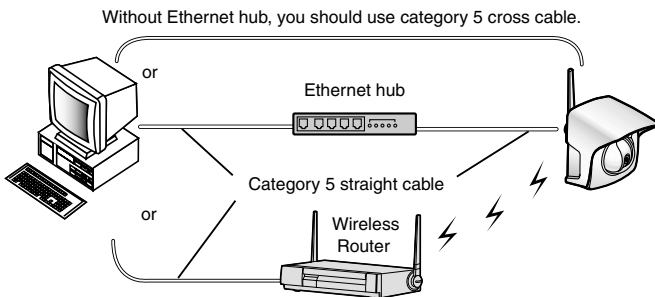 Without Ethernet hub, you should use category 5 cross cable.
or
Ethernet hub
Category 5 straight cable
or
Wireless
Router